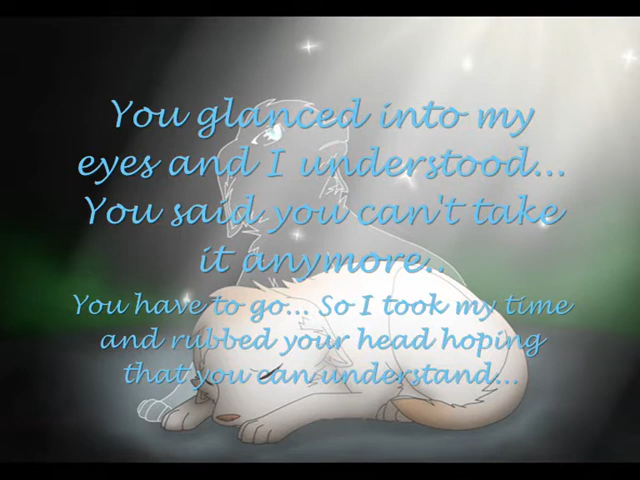 You glanced into my
eyes and I understood...
You said you can't take
it anymore..
You have to go... So I took my time
and rubbed your head hoping
that you can understand...